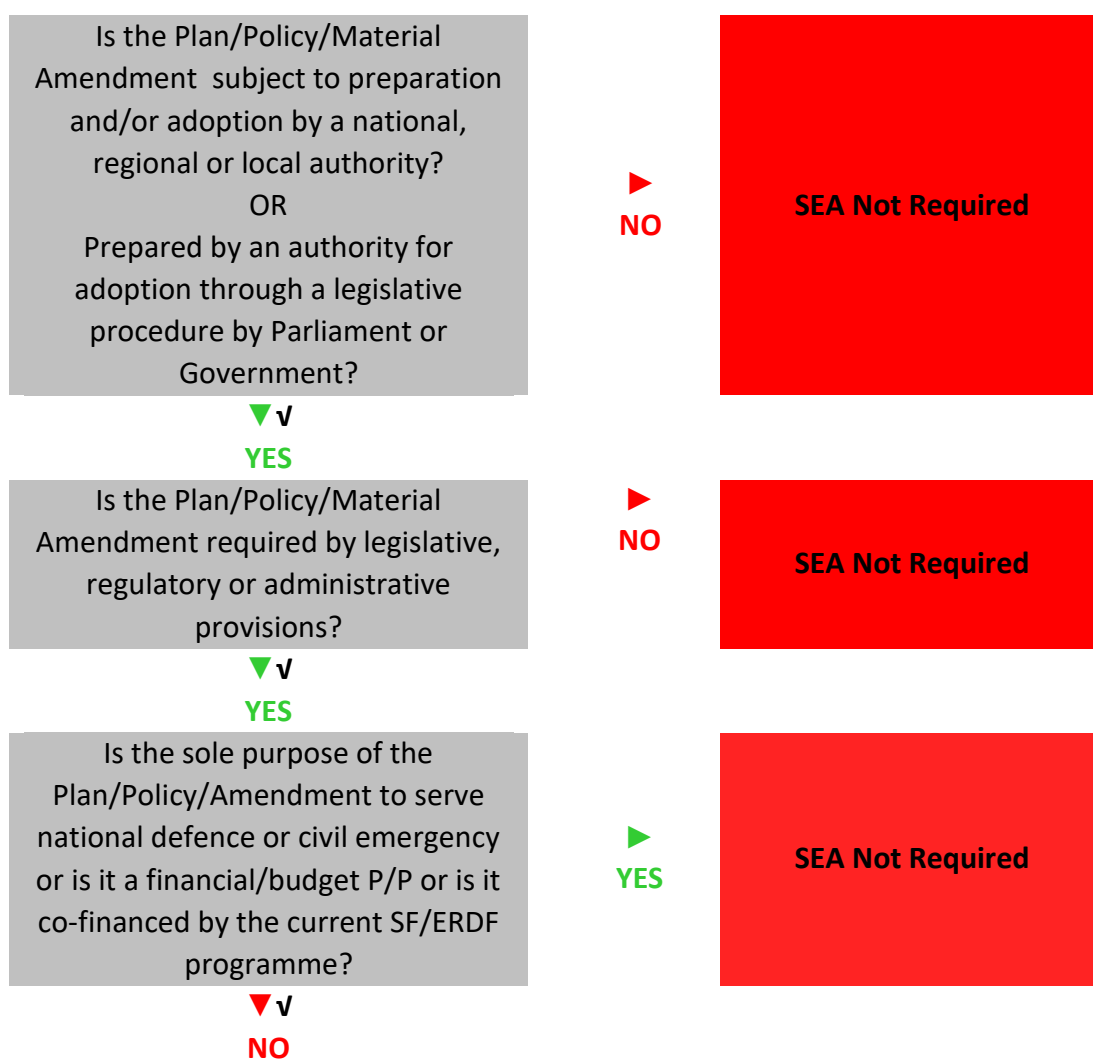 Is the Plan/Policy/Material
Amendment subject to preparation
and/or adoption by a national,
regional or local authority?
OR
Prepared by an authority for
adoption through a legislative
procedure by Parliament or
Government?
►
NO
SEA Not Required
▼√
YES
Is the Plan/Policy/Material
Amendment required by legislative,
regulatory or administrative
provisions?
►
NO
SEA Not Required
▼√
YES
Is the sole purpose of the
Plan/Policy/Amendment to serve
national defence or civil emergency
or is it a financial/budget P/P or is it
co-financed by the current SF/ERDF
programme?
►
YES
SEA Not Required
▼√
NO